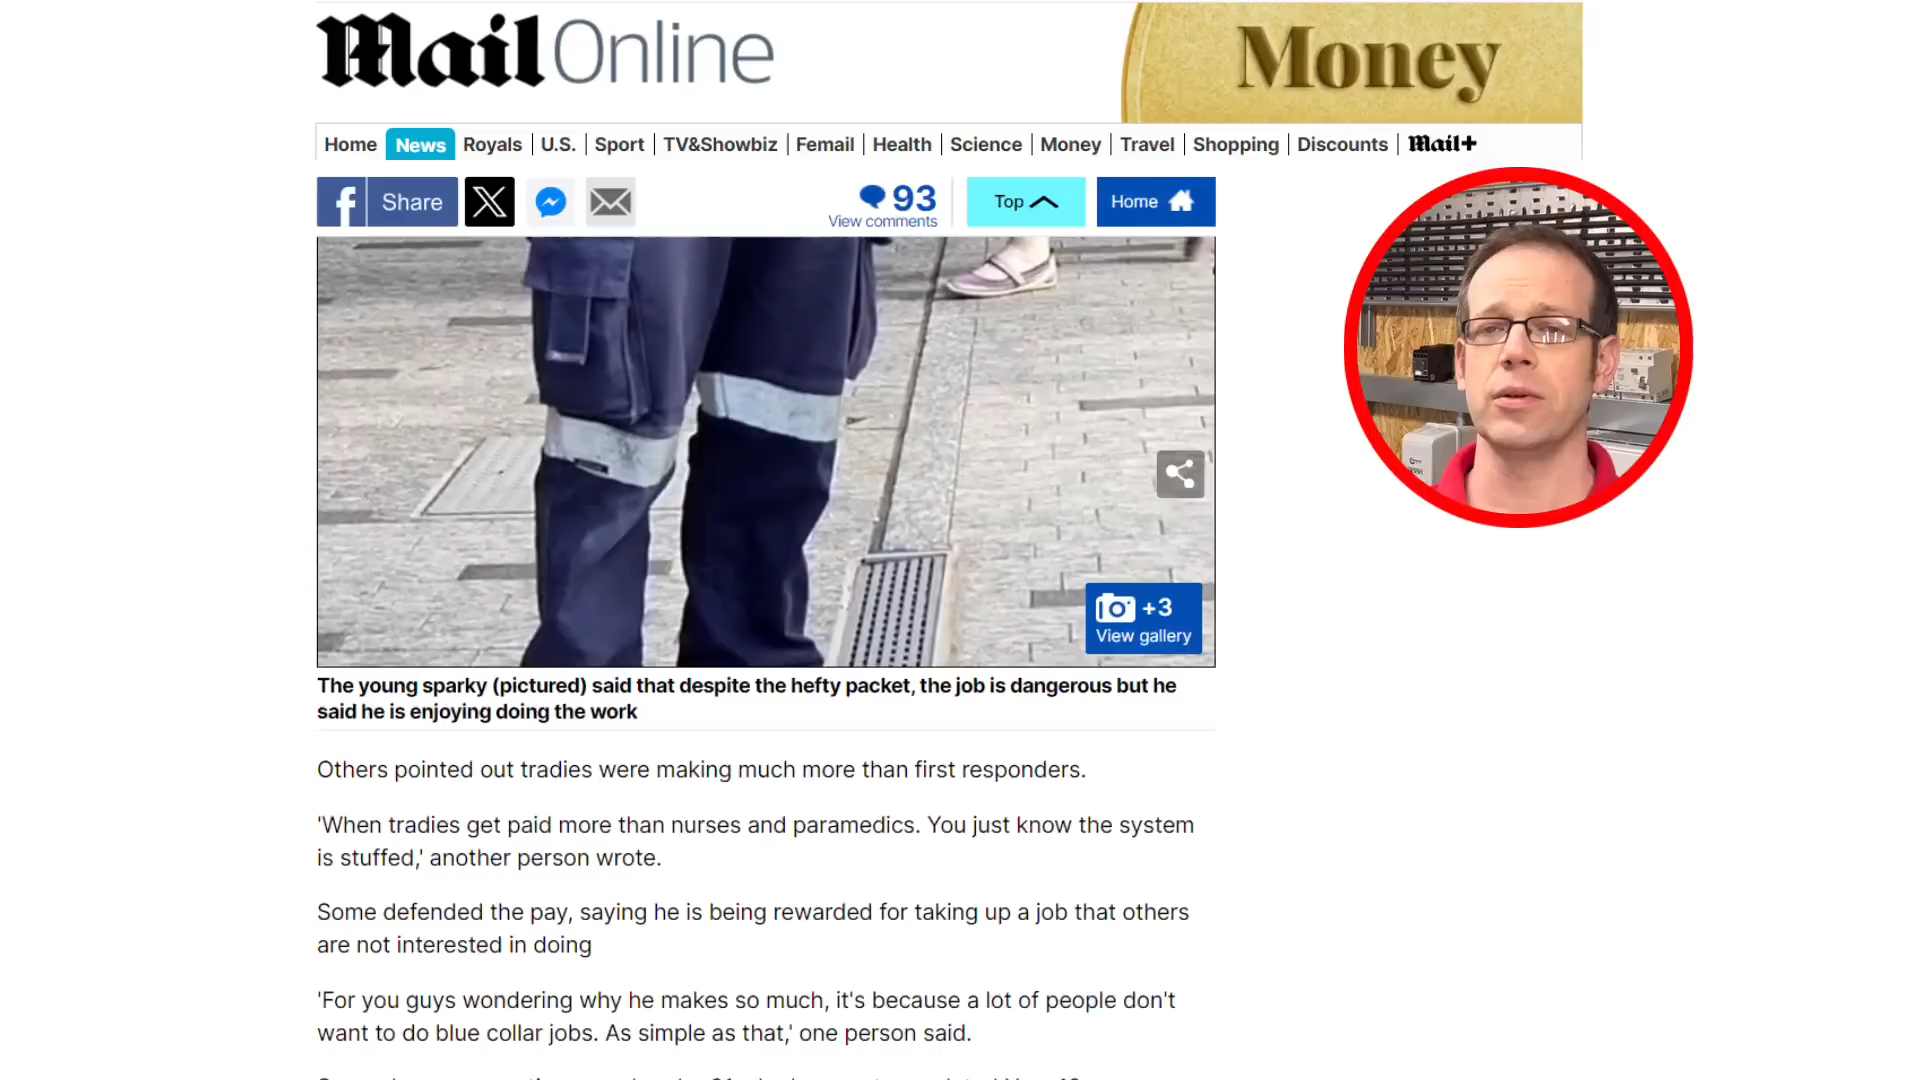 Mail Online
Money
Home News Royals U.S. Sport TV&Showbiz Femail Health Science Money Travel Shopping Discounts Mail+
Share
93
View comments
Top
Home
+3
View gallery
The young sparky (pictured) said that despite the hefty packet, the job is dangerous but he
said he is enjoying doing the work
Others pointed out tradies were making much more than first responders.
'When tradies get paid more than nurses and paramedics. You just know the system
is stuffed,' another person wrote.
Some defended the pay, saying he is being rewarded for taking up a job that others
are not interested in doing
'For you guys wondering why he makes so much, it's because a lot of people don't
want to do blue collar jobs. As simple as that,' one person said.